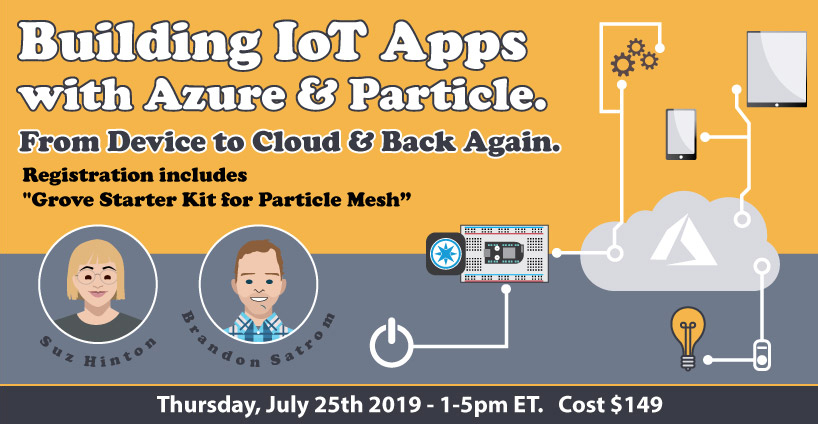 Building IoT Apps
with Azure & Particle.
From Device to Cloud & Back Again.
Registration includes
"Grove Starter Kit for Particle Mesh”
Suz Hinton
Brandon Satrom
Thursday, July 25th 2019 - 1-5pm ET. Cost $149